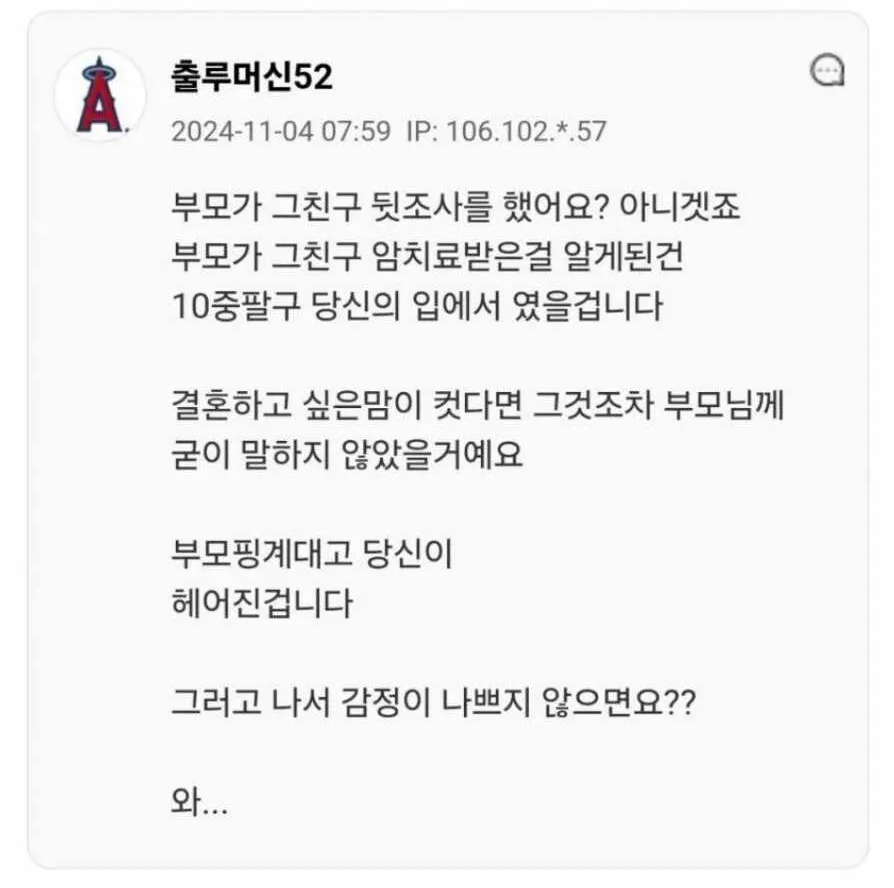 출루머신52
2024-11-04 07:59 IP: 106.102.*.57
부모가 그친구 뒷조사를 했어요? 아니겟죠
부모가 그친구 암치료받은걸 알게된건
10중팔구 당신의 입에서 였을겁니다
결혼하고 싶은맘이 컷다면 그것조차 부모님께
굳이 말하지 않았을거예요
부모핑계대고 당신이
헤어진겁니다
그러고 나서 감정이 나쁘지 않으면요??
와...